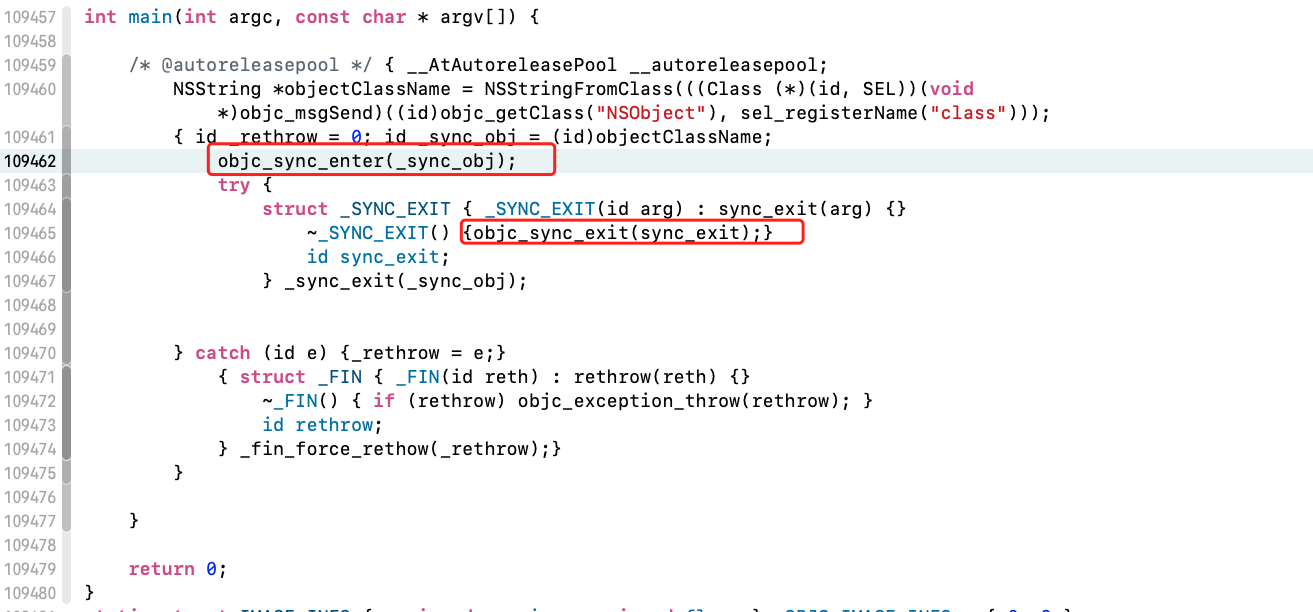 109457 int main(int argc, const char * argv[]) {
109458
109459 /* @autoreleasepool */ { __AtAutoreleasePool __autoreleasepool;
109460 NSString *objectClassName = NSStringFromClass(((Class (*)(id, SEL))(void
*)objc_msgSend)((id)objc_getClass("NSObject"), sel_registerName("class")));
109461 { id _rethrow = 0; id _sync_obj = (id)objectClassName;
109462 objc_sync_enter(_sync_obj);
109463 try {
109464 struct _SYNC_EXIT { _SYNC_EXIT(id arg) : sync_exit(arg) {}
109465 ~_SYNC_EXIT() {objc_sync_exit(sync_exit);}
109466 id sync_exit;
109467 } _sync_exit(_sync_obj);
109468
109469
109470 } catch (id e) {_rethrow = e;}
109471 { struct _FIN { _FIN(id reth) : rethrow(reth) {}
109472 ~_FIN() { if (rethrow) objc_exception_throw(rethrow); }
109473 id rethrow;
109474 } _fin_force_rethow(_rethrow);}
109475 }
109476
109477 }
109478
109479 return 0;
109480 }